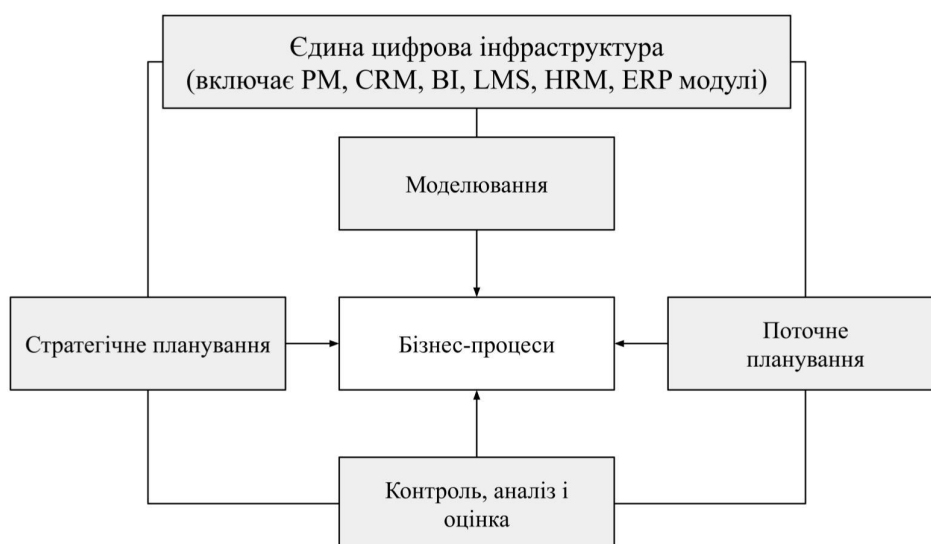 Єдина цифрова інфраструктура
(включає PM, CRM, BI, LMS, HRM, ERP модулі)
Моделювання
Стратегічне планування
Бізнес-процеси
Поточне
планування
Контроль, аналіз і
оцінка